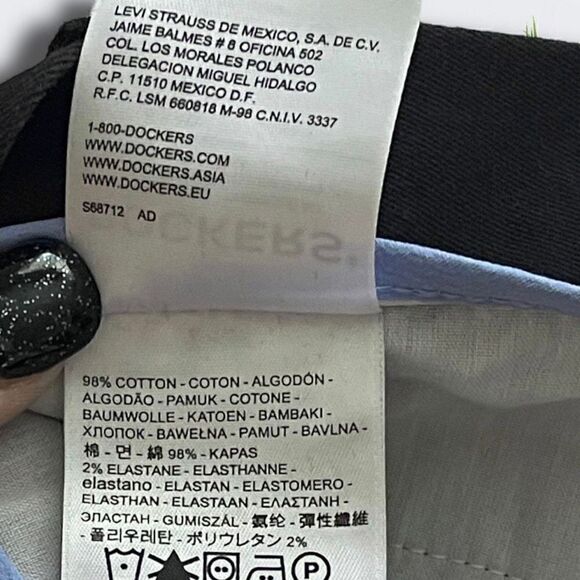 LEVI STRAUSS DE MEXICO, S.A. DE C.V.
JAIME BALMES # 8 OFICINA 502
COL. LOS MORALES POLANCO
DELEGACION MIGUEL HIDALGO
C.P. 11510 MEXICO D.F.
R.F.C. LSM 660818 M-98 C.N.I.V. 3337
1-800-DOCKERS
WWW.DOCKERS.COM
WWW.DOCKERS.ASIA
WWW.DOCKERS.EU
S68712 AD
98% COTTON - COTON - ALGODÓN -
ALGODÃO - PAMUK - COTONE -
BAUMWOLLE - KATOEN - BAMBAKI -
ХЛОПОК - BAWEŁNA - PAMUT - BAVLNA -
棉 - 면 - 綿 98% - KAPAS
2% ELASTANE - ELASTHANNE -
elastano - ELASTAN - ELASTOMERO -
ELASTHAN - ELASTAAN - ΕΛΑΣΤΑΝΗ -
ЭЛАСТАН - GUMISZÁL - 氨纶 - 彈性纖維
- 폴리우레탄 - ポリウレタン 2%
P